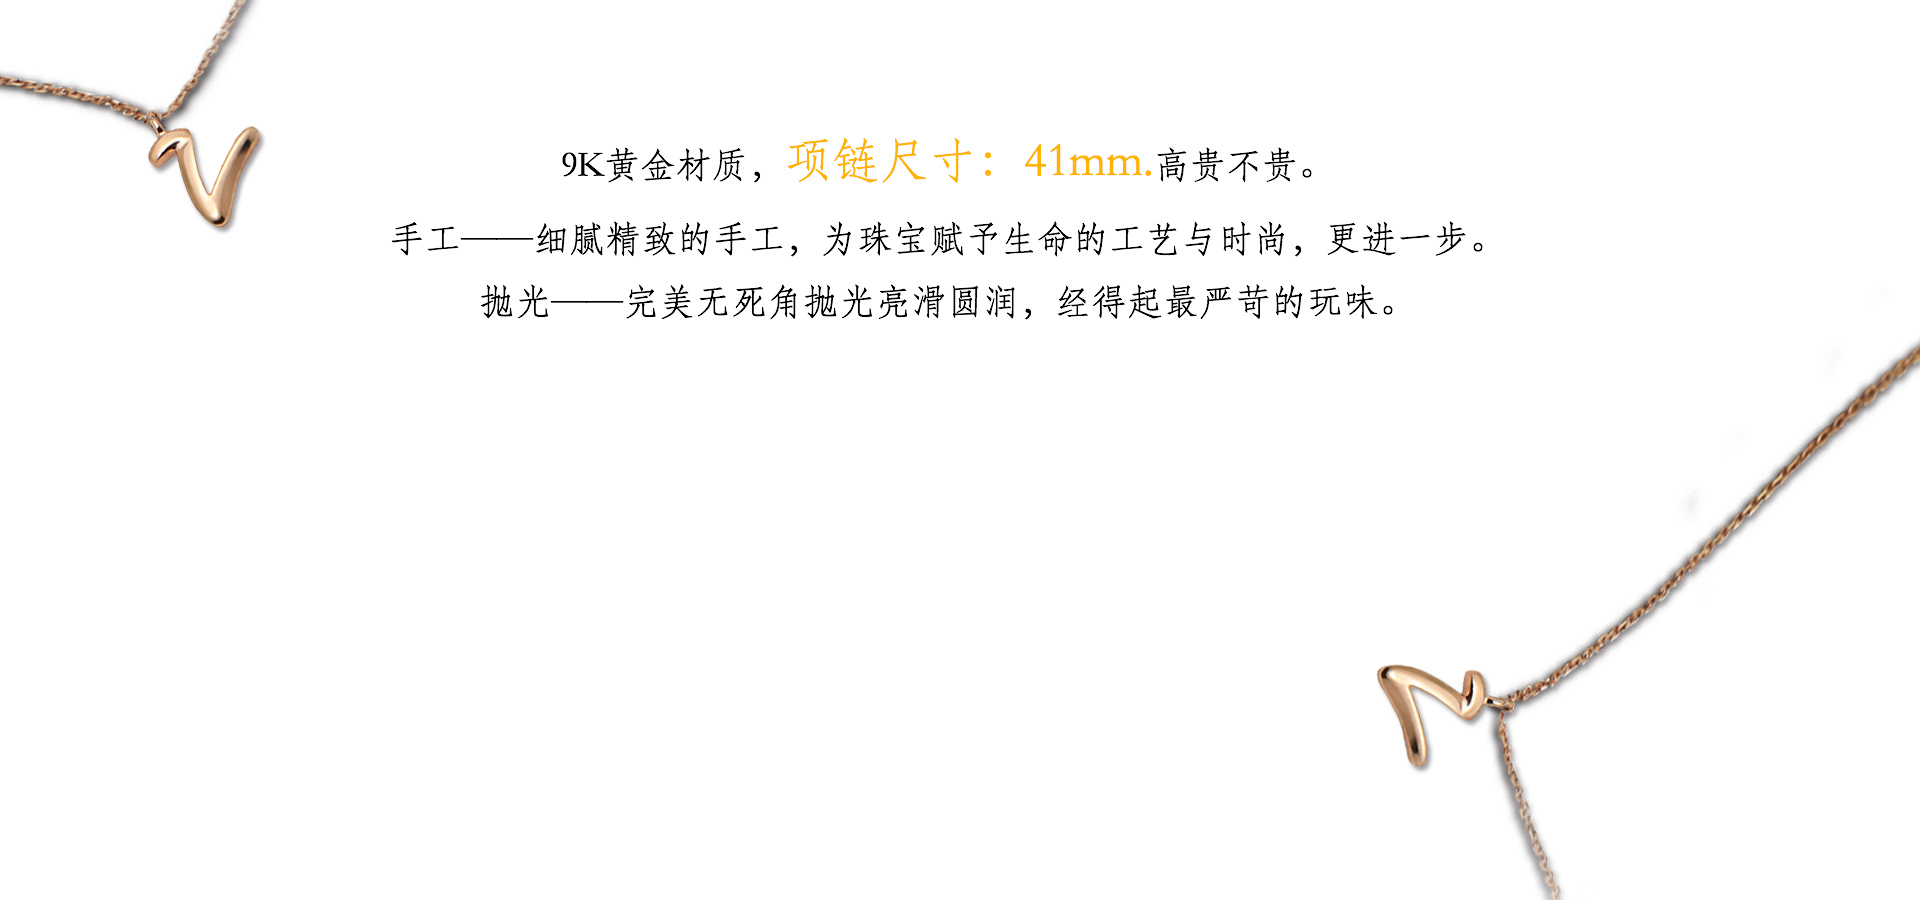 9K黄金材质，项链尺寸：41mm.高贵不贵。
手工——细腻精致的手工，为珠宝赋予生命的工艺与时尚，更进一步。
抛光——完美无死角抛光亮滑圆润，经得起最严苛的玩味。